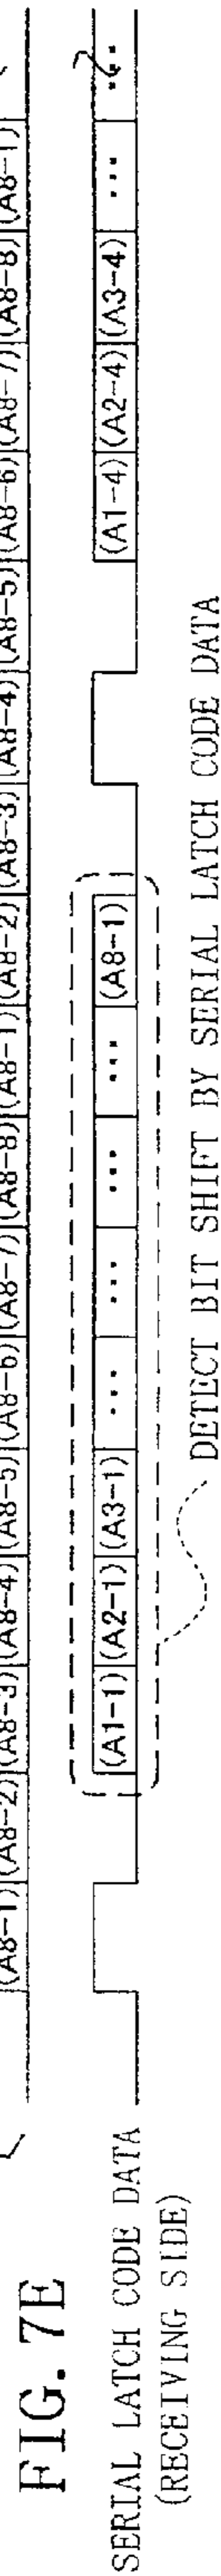 (A8-1)(A8-2)(A8-3)(A8-4)(A8-5)(A8-6)(A8-7)(A8-8)(A8-1)(A8-2)(A8-3)(A8-4)(A8-5)(A8-6)(A8-7)(A8-8)(A8-1)
FIG. 7E
SERIAL LATCH CODE DATA
(RECEIVING SIDE)
(A1-1) (A2-1) (A3-1) ... ... ... ... (A8-1) (A1-4) (A2-4) (A3-4) ... ...
DETECT BIT SHIFT BY SERIAL LATCH CODE DATA